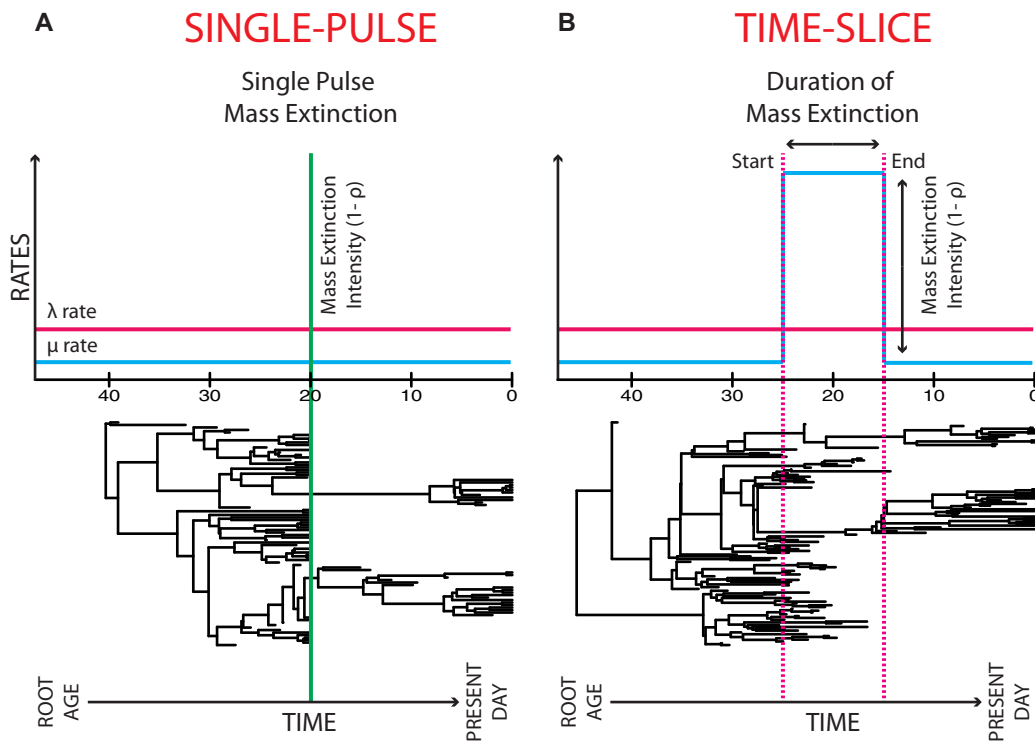 A
SINGLE-PULSE
Single Pulse
Mass Extinction
RATES
Mass Extinction
Intensity (1- ρ)
λ rate
μ rate
40
30
20
10
0
ROOT
AGE
TIME
PRESENT
DAY
B
TIME-SLICE
Duration of
Mass Extinction
Start
End
Mass Extinction
Intensity (1- ρ)
40
30
20
10
0
ROOT
AGE
TIME
PRESENT
DAY